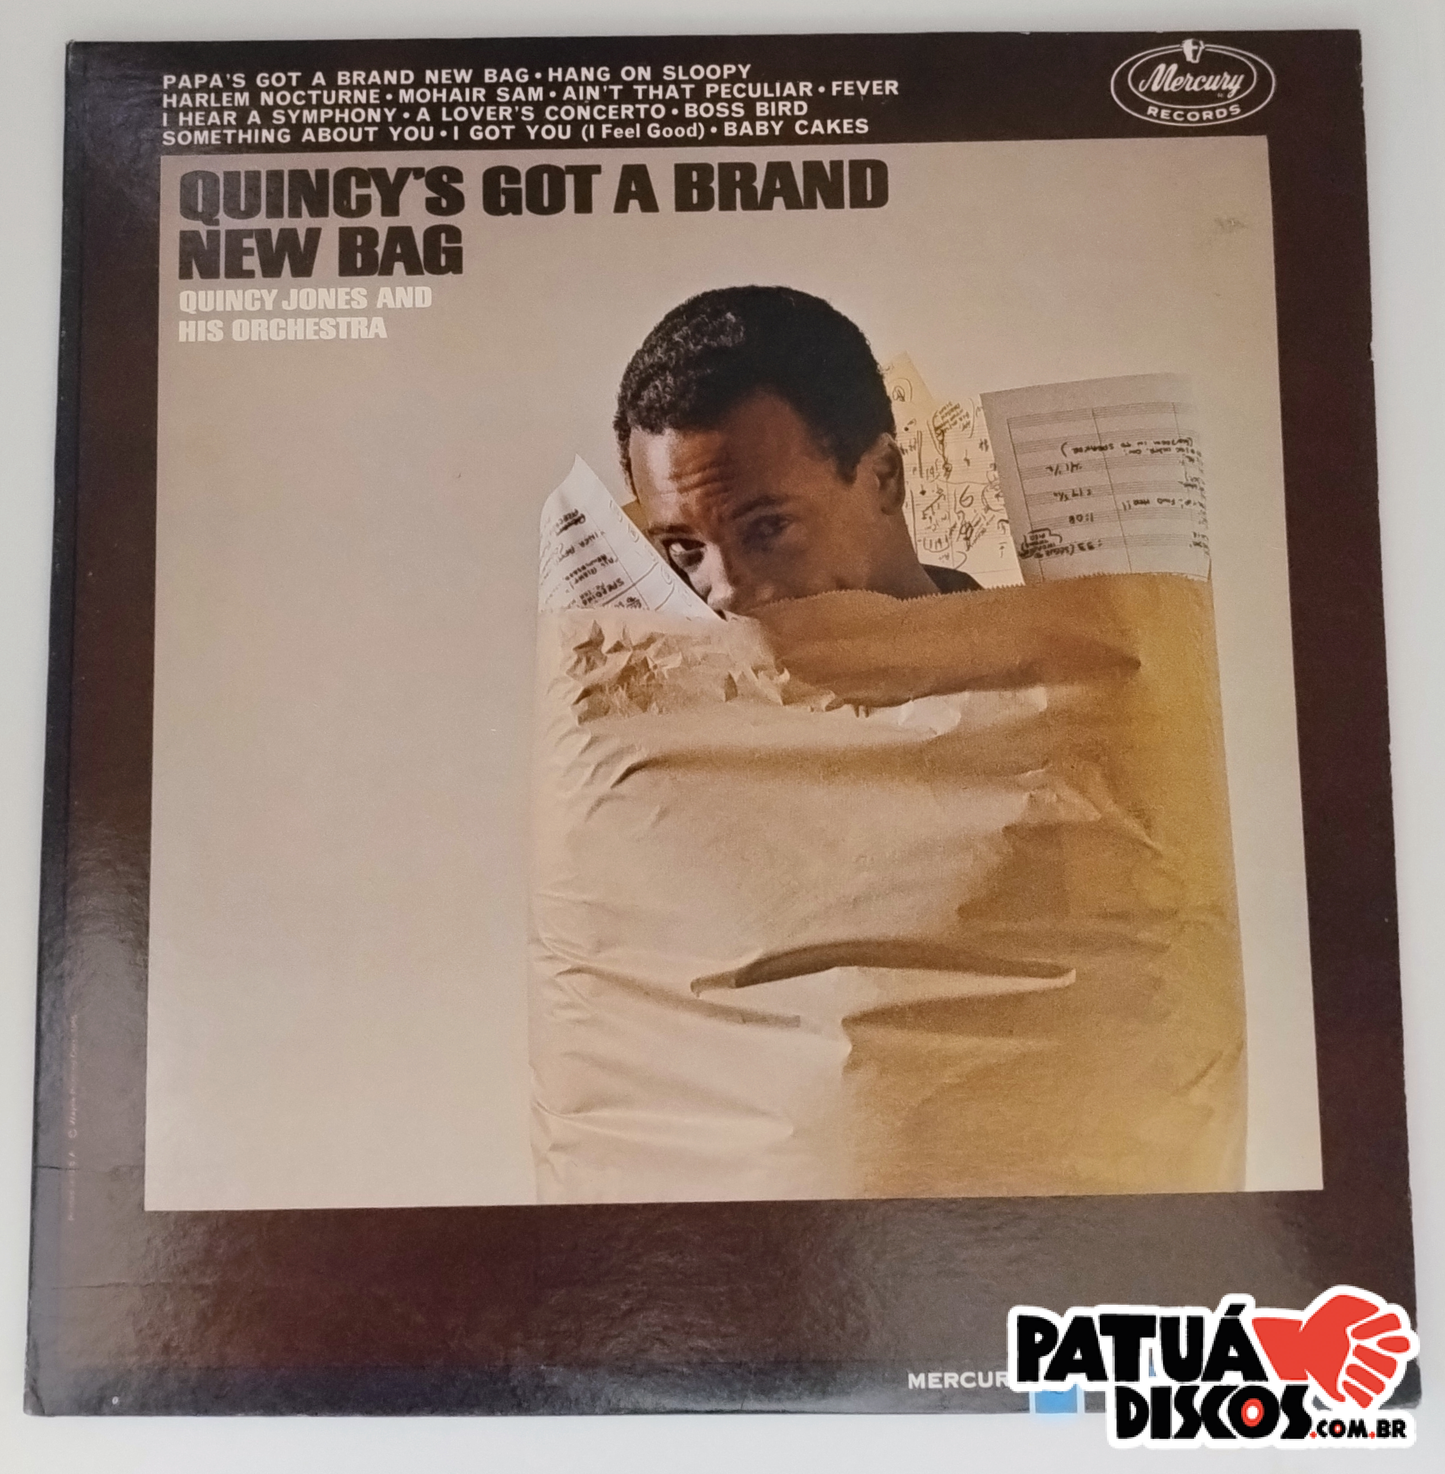 PAPA'S GOT A BRAND NEW BAG • HANG ON SLOOPY
HARLEM NOCTURNE • MOHAIR SAM • AIN'T THAT PECULIAR • FEVER
I HEAR A SYMPHONY • A LOVER'S CONCERTO • BOSS BIRD
SOMETHING ABOUT YOU • I GOT YOU (I Feel Good) • BABY CAKES
Mercury
RECORDS
QUINCY'S GOT A BRAND
NEW BAG
QUINCY JONES AND
HIS ORCHESTRA
1:08
PATUÁ
DISCOS.COM.BR